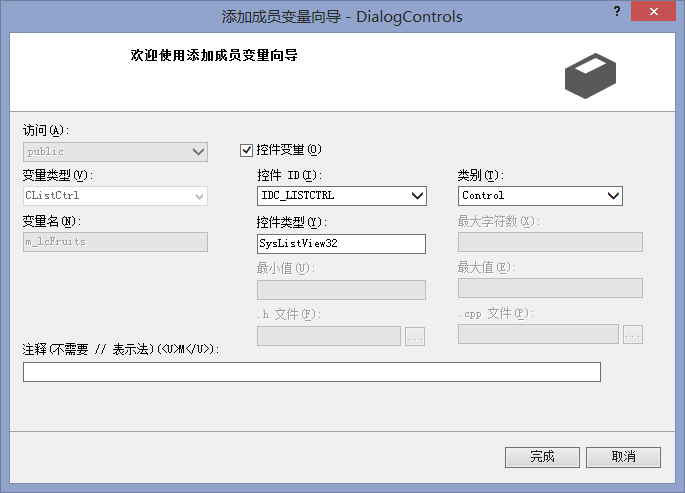 添加成员变量向导 - DialogControls
?
欢迎使用添加成员变量向导
访问(A):
public
控件变量(O)
变量类型(V):
CListCtrl
控件 ID(I):
IDC_LISTCTRL
类别(T):
Control
变量名(N):
m_lcFruits
控件类型(Y):
SysListView32
最大字符数(X):
最小值(U):
最大值(E):
.h 文件(F):
...
.cpp 文件(P):
...
注释(不需要 // 表示法)(<U>M</U>):
完成
取消